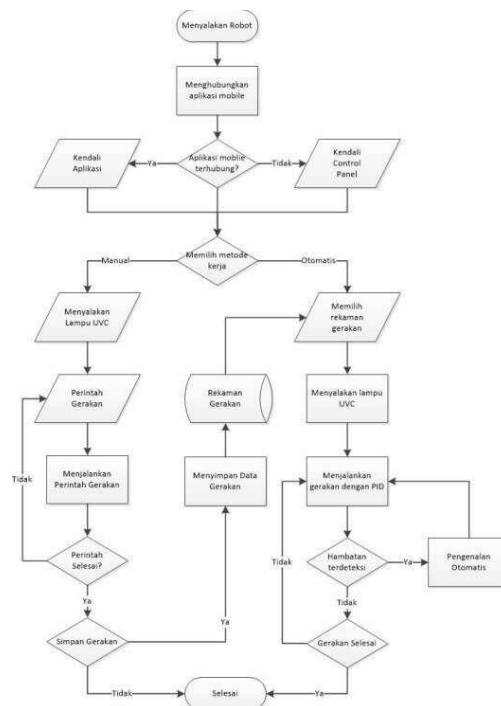 Menyalakan Robot
Menghubungkan
aplikasi mobile
Kendali
Aplikasi
Ya
Aplikasi moblie
terhubung?
Tidak
Kendali
Control
Panel
Manual
Memilih metode
kerja
Otomatis
Menyalakan
Lampu UVC
Memilih
rekaman
gerakan
Perintah
Gerakan
Rekaman
Gerakan
Menyalakan lampu
UVC
Tidak
Menjalankan
Perintah Gerakan
Menyimpan Data
Gerakan
Menjalankan
gerakan dengan PID
Perintah
Selesai?
Tidak
Hambatan
terdeteksi
Ya
Pengenalan
Otomatis
Ya
Ya
Tidak
Simpan Gerakan
Gerakan Selesai
Tidak
Selesai
Ya